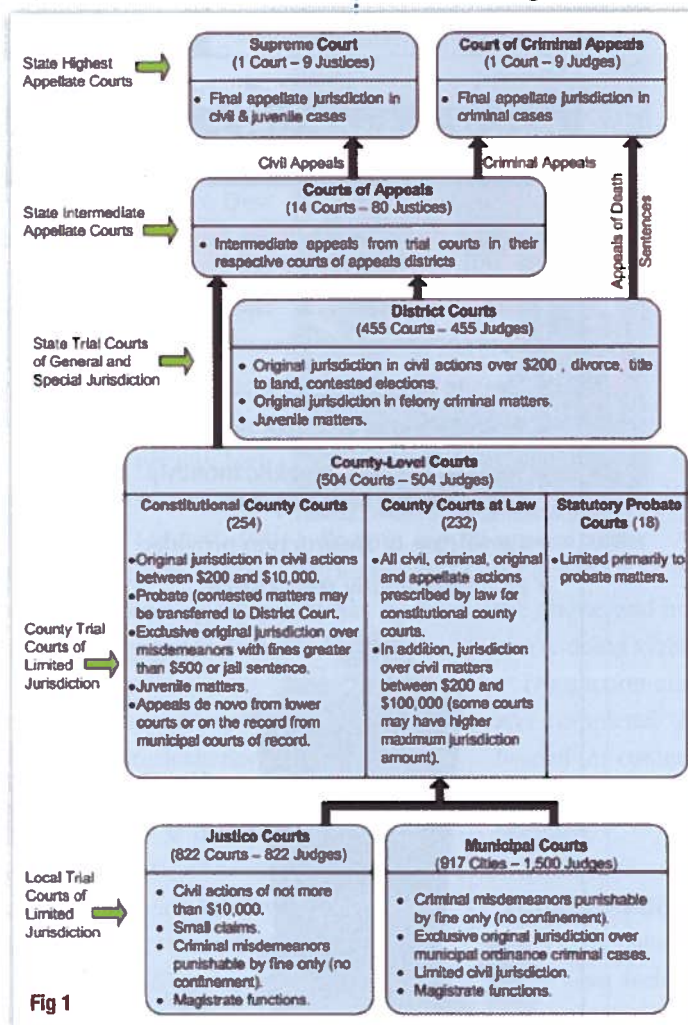 State Highest
Appellate Courts
Supreme Court
(1 Court – 9 Justices)
• Final appellate jurisdiction in
civil & juvenile cases
Court of Criminal Appeals
(1 Court – 9 Judges)
• Final appellate jurisdiction in
criminal cases
Civil Appeals
Criminal Appeals
Appeals of Death
Sentences
State Intermediate
Appellate Courts
Courts of Appeals
(14 Courts – 80 Justices)
• Intermediate appeals from trial courts in their
respective courts of appeals districts
State Trial Courts
of General and
Special Jurisdiction
District Courts
(455 Courts – 455 Judges)
• Original jurisdiction in civil actions over $200 , divorce, title
to land, contested elections.
• Original jurisdiction in felony criminal matters.
• Juvenile matters.
County Trial
Courts of
Limited
Jurisdiction
County-Level Courts
(504 Courts – 504 Judges)
Constitutional County Courts
(254)
•Original jurisdiction in civil actions
between $200 and $10,000.
•Probate (contested matters may
be transferred to District Court.
•Exclusive original jurisdiction over
misdemeanors with fines greater
than $500 or jail sentence.
•Juvenile matters.
•Appeals de novo from lower
courts or on the record from
municipal courts of record.
County Courts at Law
(232)
•All civil, criminal, original
and appellate actions
prescribed by law for
constitutional county
courts.
•In addition, jurisdiction
over civil matters
between $200 and
$100,000 (some courts
may have higher
maximum jurisdiction
amount).
Statutory Probate
Courts (18)
•Limited primarily to
probate matters.
Local Trial
Courts of
Limited
Jurisdiction
Justice Courts
(822 Courts – 822 Judges)
• Civil actions of not more
than $10,000.
• Small claims.
• Criminal misdemeanors
punishable by fine only (no
confinement).
• Magistrate functions.
Municipal Courts
(917 Cities – 1,500 Judges)
• Criminal misdemeanors punishable
by fine only (no confinement).
• Exclusive original jurisdiction over
municipal ordinance criminal cases.
• Limited civil jurisdiction.
• Magistrate functions.
Fig 1